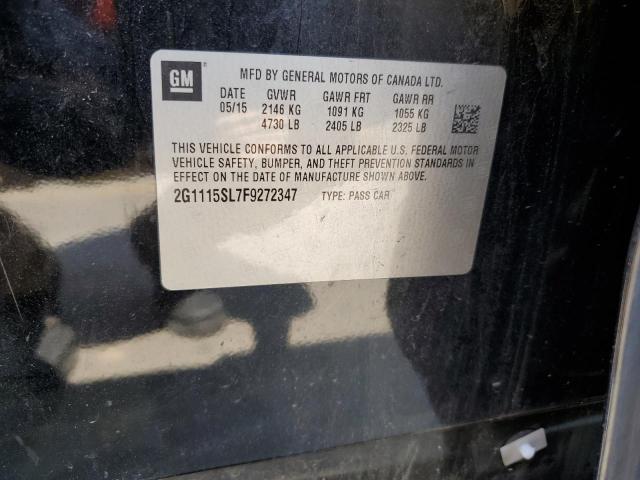 GM
MFD BY GENERAL MOTORS OF CANADA LTD.
DATE GVWR GAWR FRT GAWR RR
05/15 2146 KG 1091 KG 1055 KG
4730 LB 2405 LB 2325 LB
THIS VEHICLE CONFORMS TO ALL APPLICABLE U.S. FEDERAL MOTOR
VEHICLE SAFETY, BUMPER, AND THEFT PREVENTION STANDARDS IN
EFFECT ON THE DATE OF MANUFACTURE SHOWN ABOVE.
2G1115SL7F9272347 TYPE: PASS CAR